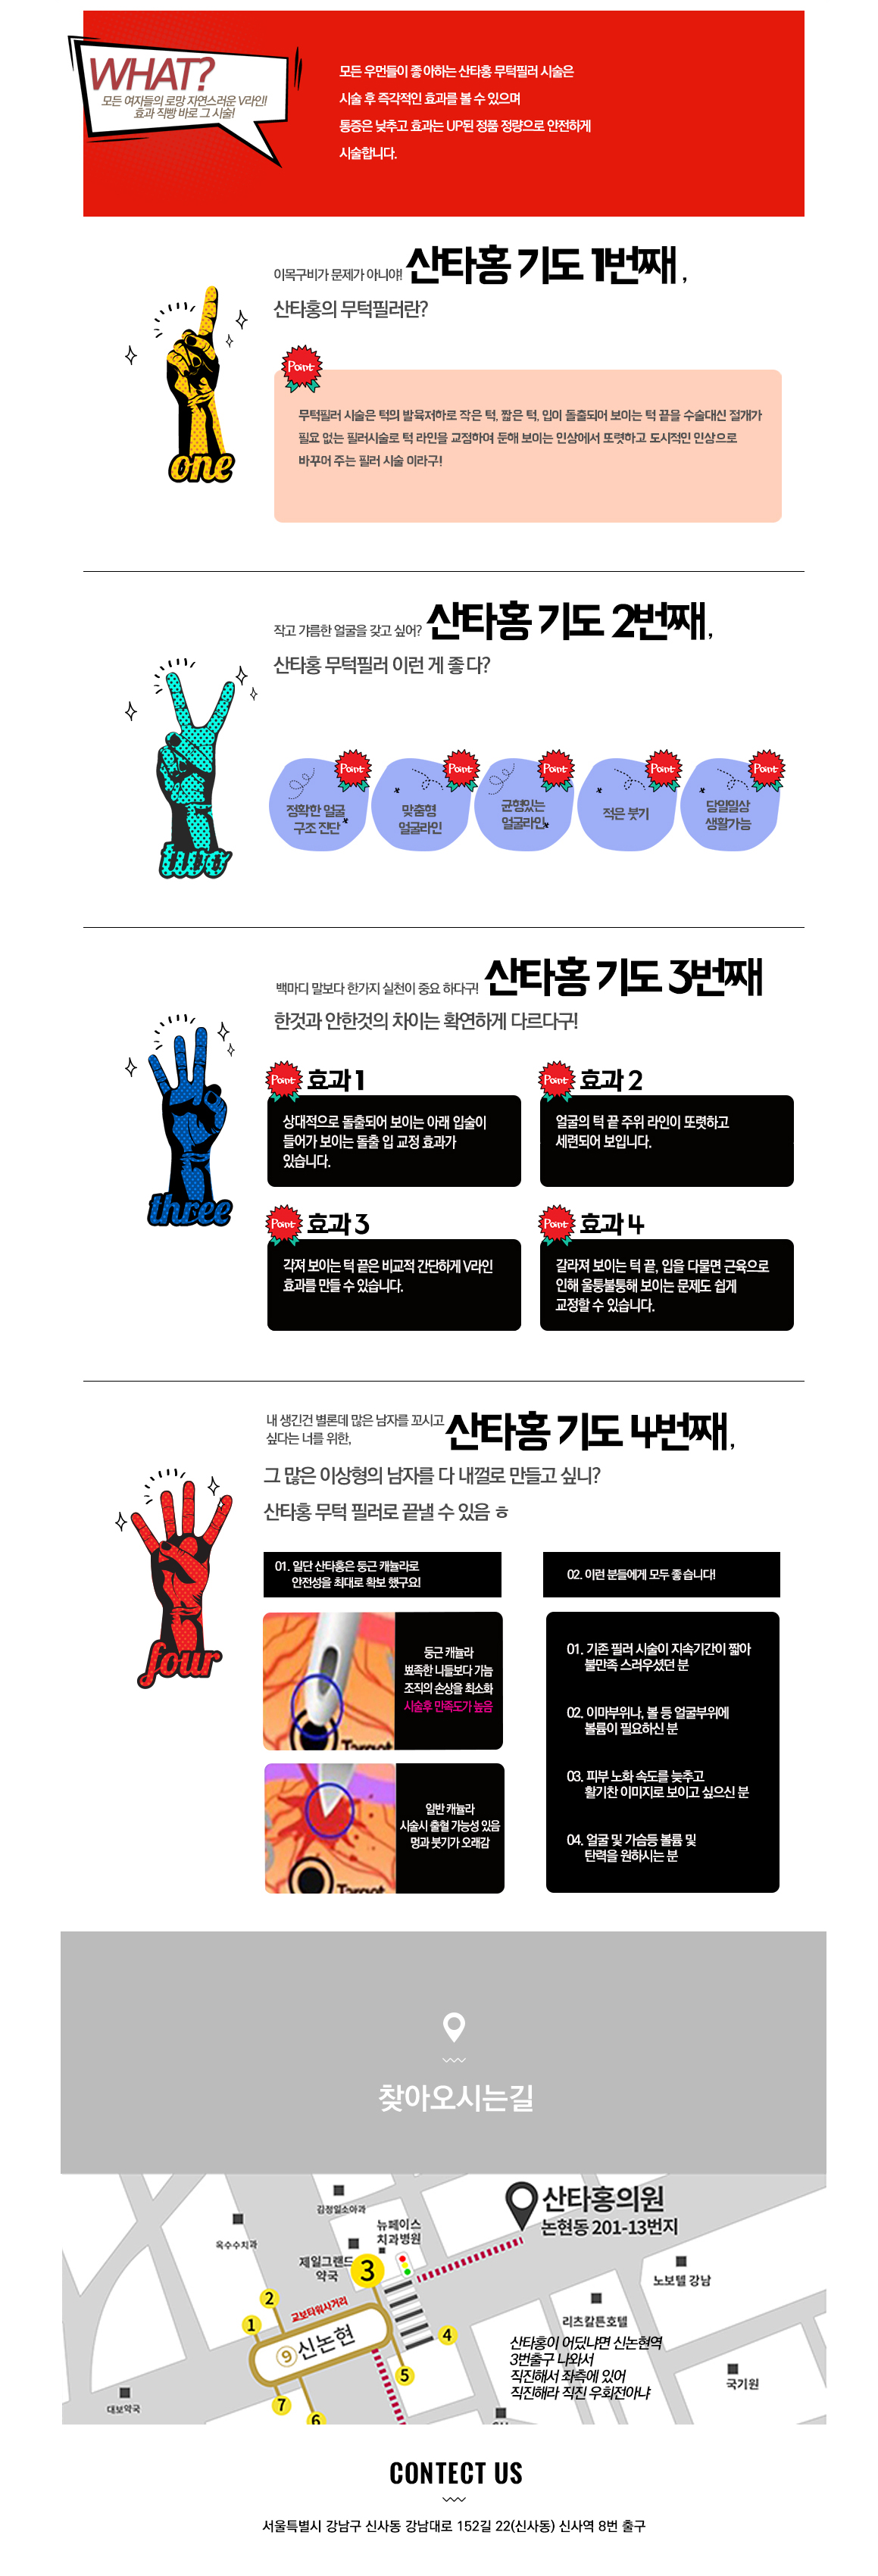 WHAT?
모든 여자들의 로망 자연스러운 V라인!
효과 직빵 바로 그 시술!
모든 우먼들이 좋아하는 산타홍 무턱필러 시술은
시술 후 즉각적인 효과를 볼 수 있으며
통증은 낮추고 효과는 UP된 정품 정량으로 안전하게
시술합니다.
이목구비가 문제가 아니야! 산타홍 기도 1번째 ,
산타홍의 무턱필러란?
one
Point
무턱필러 시술은 턱의 발육저하로 작은 턱, 짧은 턱, 입이 돌출되어 보이는 턱 끝을 수술대신 절개가
필요 없는 필러시술로 턱 라인을 교정하여 둔해 보이는 인상에서 또렷하고 도시적인 인상으로
바꾸어 주는 필러 시술 이라구!
작고 갸름한 얼굴을 갖고 싶어? 산타홍 기도 2번째,
산타홍 무턱필러 이런 게 좋다?
two
Point
정확한 얼굴
구조 진단
Point
맞춤형
얼굴라인
Point
균형있는
얼굴라인
Point
적은 붓기
Point
당일일상
생활가능
백마디 말보다 한가지 실천이 중요 하다구! 산타홍 기도 3번째
한것과 안한것의 차이는 확연하게 다르다구!
three
Point 효과 1
상대적으로 돌출되어 보이는 아래 입술이
들어가 보이는 돌출 입 교정 효과가
있습니다.
Point 효과 2
얼굴의 턱 끝 주위 라인이 또렷하고
세련되어 보입니다.
Point 효과 3
각져 보이는 턱 끝은 비교적 간단하게 V라인
효과를 만들 수 있습니다.
Point 효과 4
갈라져 보이는 턱 끝, 입을 다물면 근육으로
인해 울퉁불퉁해 보이는 문제도 쉽게
교정할 수 있습니다.
내 생긴건 별론데 많은 남자를 꼬시고
싶다는 너를 위한,
산타홍 기도 4번째,
그 많은 이상형의 남자를 다 내껄로 만들고 싶니?
산타홍 무턱 필러로 끝낼 수 있음 ㅎ
four
01. 일단 산타홍은 둥근 캐뉼라로
안전성을 최대로 확보 했구요!
Target
둥근 캐뉼라
뾰족한 니들보다 가늠
조직의 손상을 최소화
시술후 만족도가 높음
Target
일반 캐뉼라
시술시 출혈 가능성 있음
멍과 붓기가 오래감
02. 이런 분들에게 모두 좋습니다!
01. 기존 필러 시술이 지속기간이 짧아
불만족 스러우셨던 분
02. 이마부위나, 볼 등 얼굴부위에
볼륨이 필요하신 분
03. 피부 노화 속도를 늦추고
활기찬 이미지로 보이고 싶으신 분
04. 얼굴 및 가슴등 볼륨 및
탄력을 원하시는 분
찾아오시는길
산타홍의원
논현동 201-13번지
김정일소아과
옥수수치과
뉴페이스
치과병원
제일그랜드
약국
3
노보텔 강남
2
1
교보타워사거리
⑨신논현
4
5
7
6
리츠칼튼호텔
산타홍이 어딨냐면 신논현역
3번출구 나와서
직진해서 좌측에 있어
직진해라 직진 우회전아냐
국기원
대보약국
CONTECT US
서울특별시 강남구 신사동 강남대로 152길 22(신사동) 신사역 8번 출구